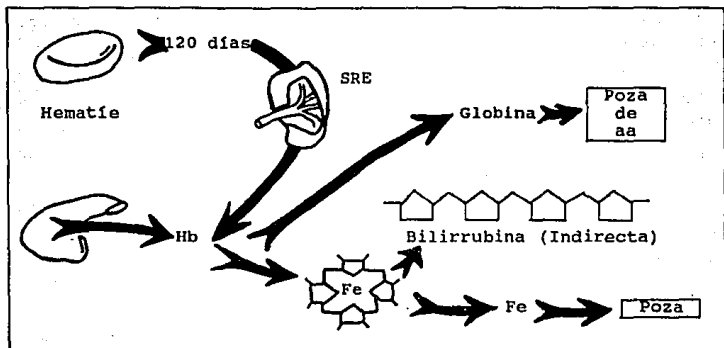 120 días
SRE
Hematíe
Globina
Poza
de
aa
Hb
Bilirrubina (Indirecta)
Fe
Fe
Poza